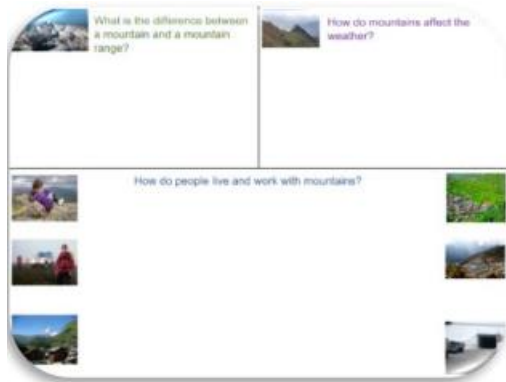 What is the difference between
a mountain and a mountain
range?
How do mountains affect the
weather?
How do people live and work with mountains?